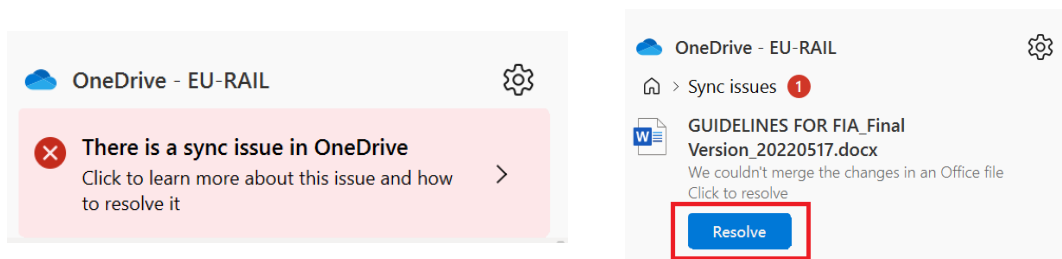 OneDrive - EU-RAIL
There is a sync issue in OneDrive
Click to learn more about this issue and how
to resolve it
OneDrive - EU-RAIL
Sync issues 1
GUIDELINES FOR FIA_Final
Version_20220517.docx
We couldn't merge the changes in an Office file
Click to resolve
Resolve